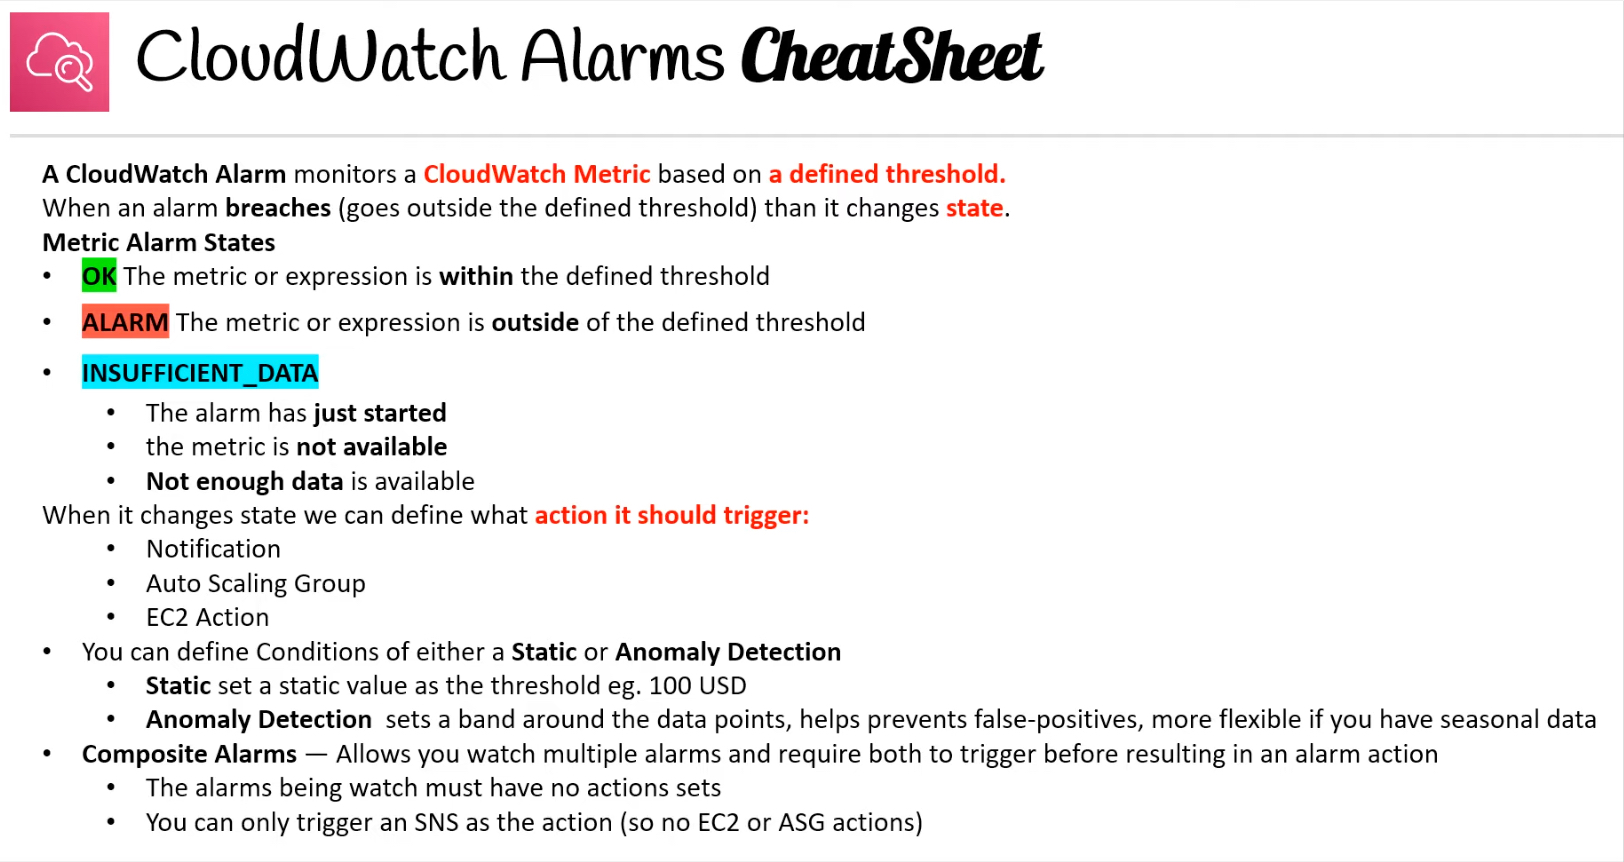 CloudWatch Alarms CheatSheet
A CloudWatch Alarm monitors a CloudWatch Metric based on a defined threshold.
When an alarm breaches (goes outside the defined threshold) than it changes state.
Metric Alarm States
• OK The metric or expression is within the defined threshold
• ALARM The metric or expression is outside of the defined threshold
• INSUFFICIENT_DATA
• The alarm has just started
• the metric is not available
• Not enough data is available
When it changes state we can define what action it should trigger:
• Notification
• Auto Scaling Group
• EC2 Action
• You can define Conditions of either a Static or Anomaly Detection
• Static set a static value as the threshold eg. 100 USD
• Anomaly Detection sets a band around the data points, helps prevents false-positives, more flexible if you have seasonal data
• Composite Alarms — Allows you watch multiple alarms and require both to trigger before resulting in an alarm action
• The alarms being watch must have no actions sets
• You can only trigger an SNS as the action (so no EC2 or ASG actions)